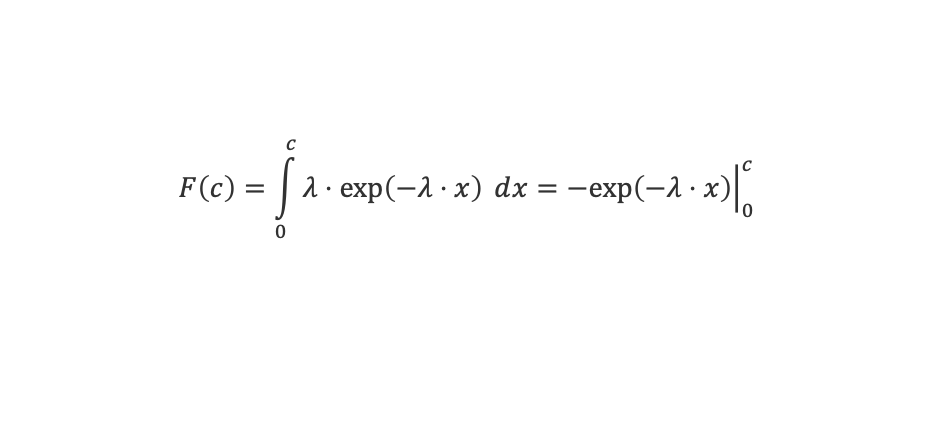 F(c) = ∫₀ᶜ λ · exp(−λ · x) dx = −exp(−λ · x)|₀ᶜ